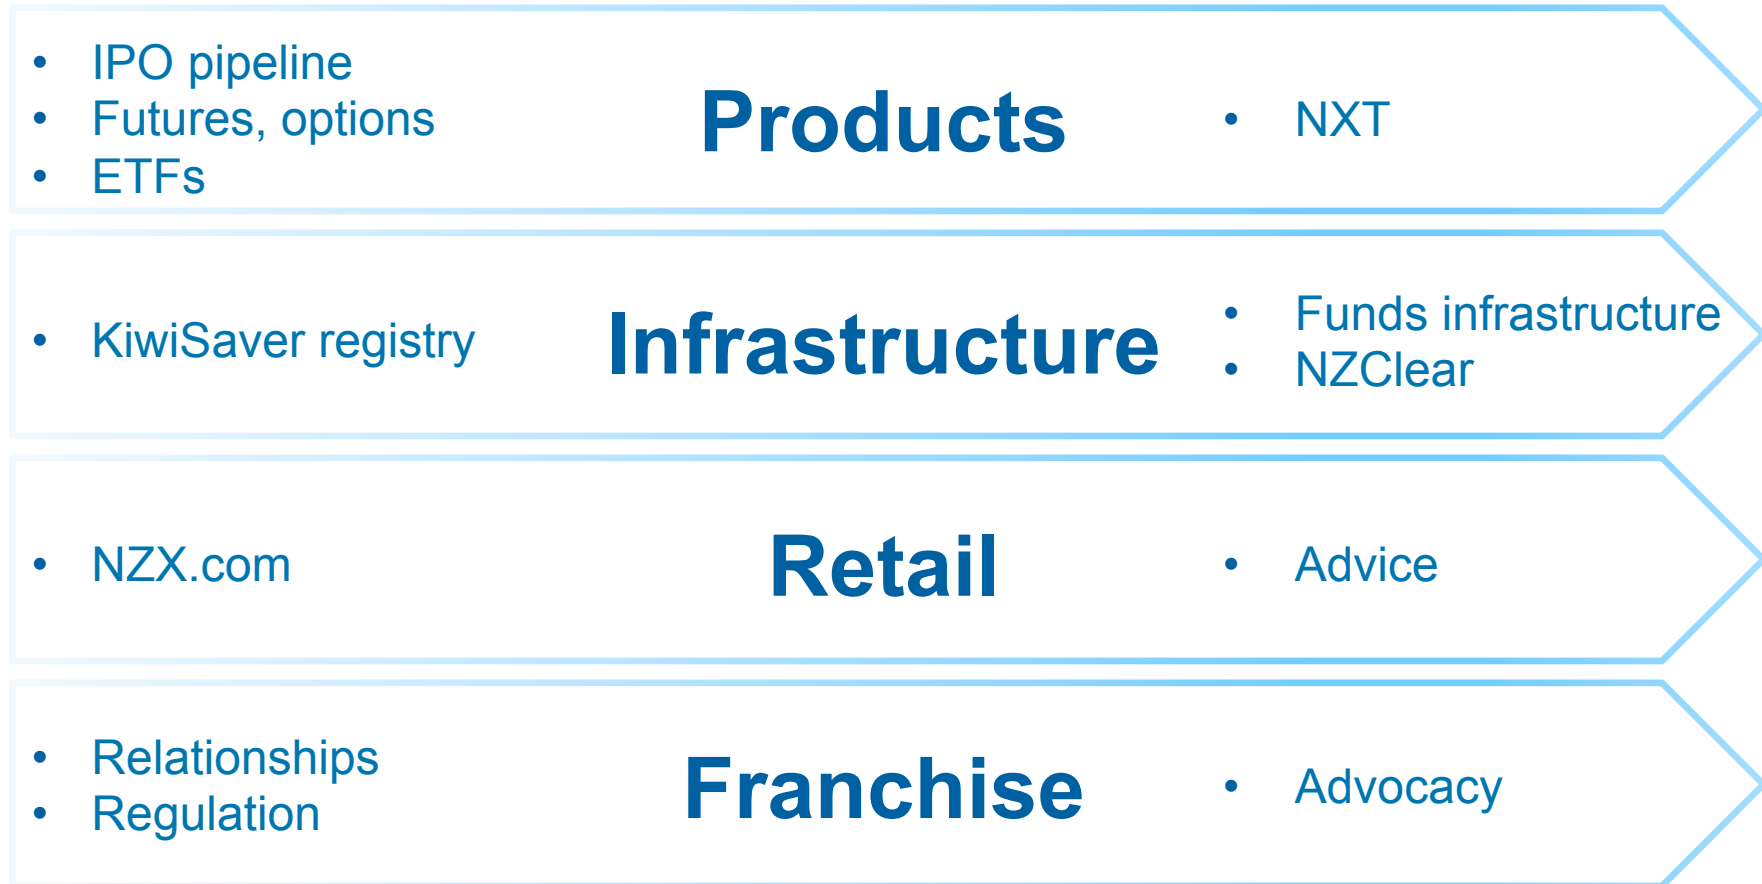 • IPO pipeline
• Futures, options
• ETFs
Products
• NXT
• KiwiSaver registry
Infrastructure
• Funds infrastructure
• NZClear
• NZX.com
Retail
• Advice
• Relationships
• Regulation
Franchise
• Advocacy